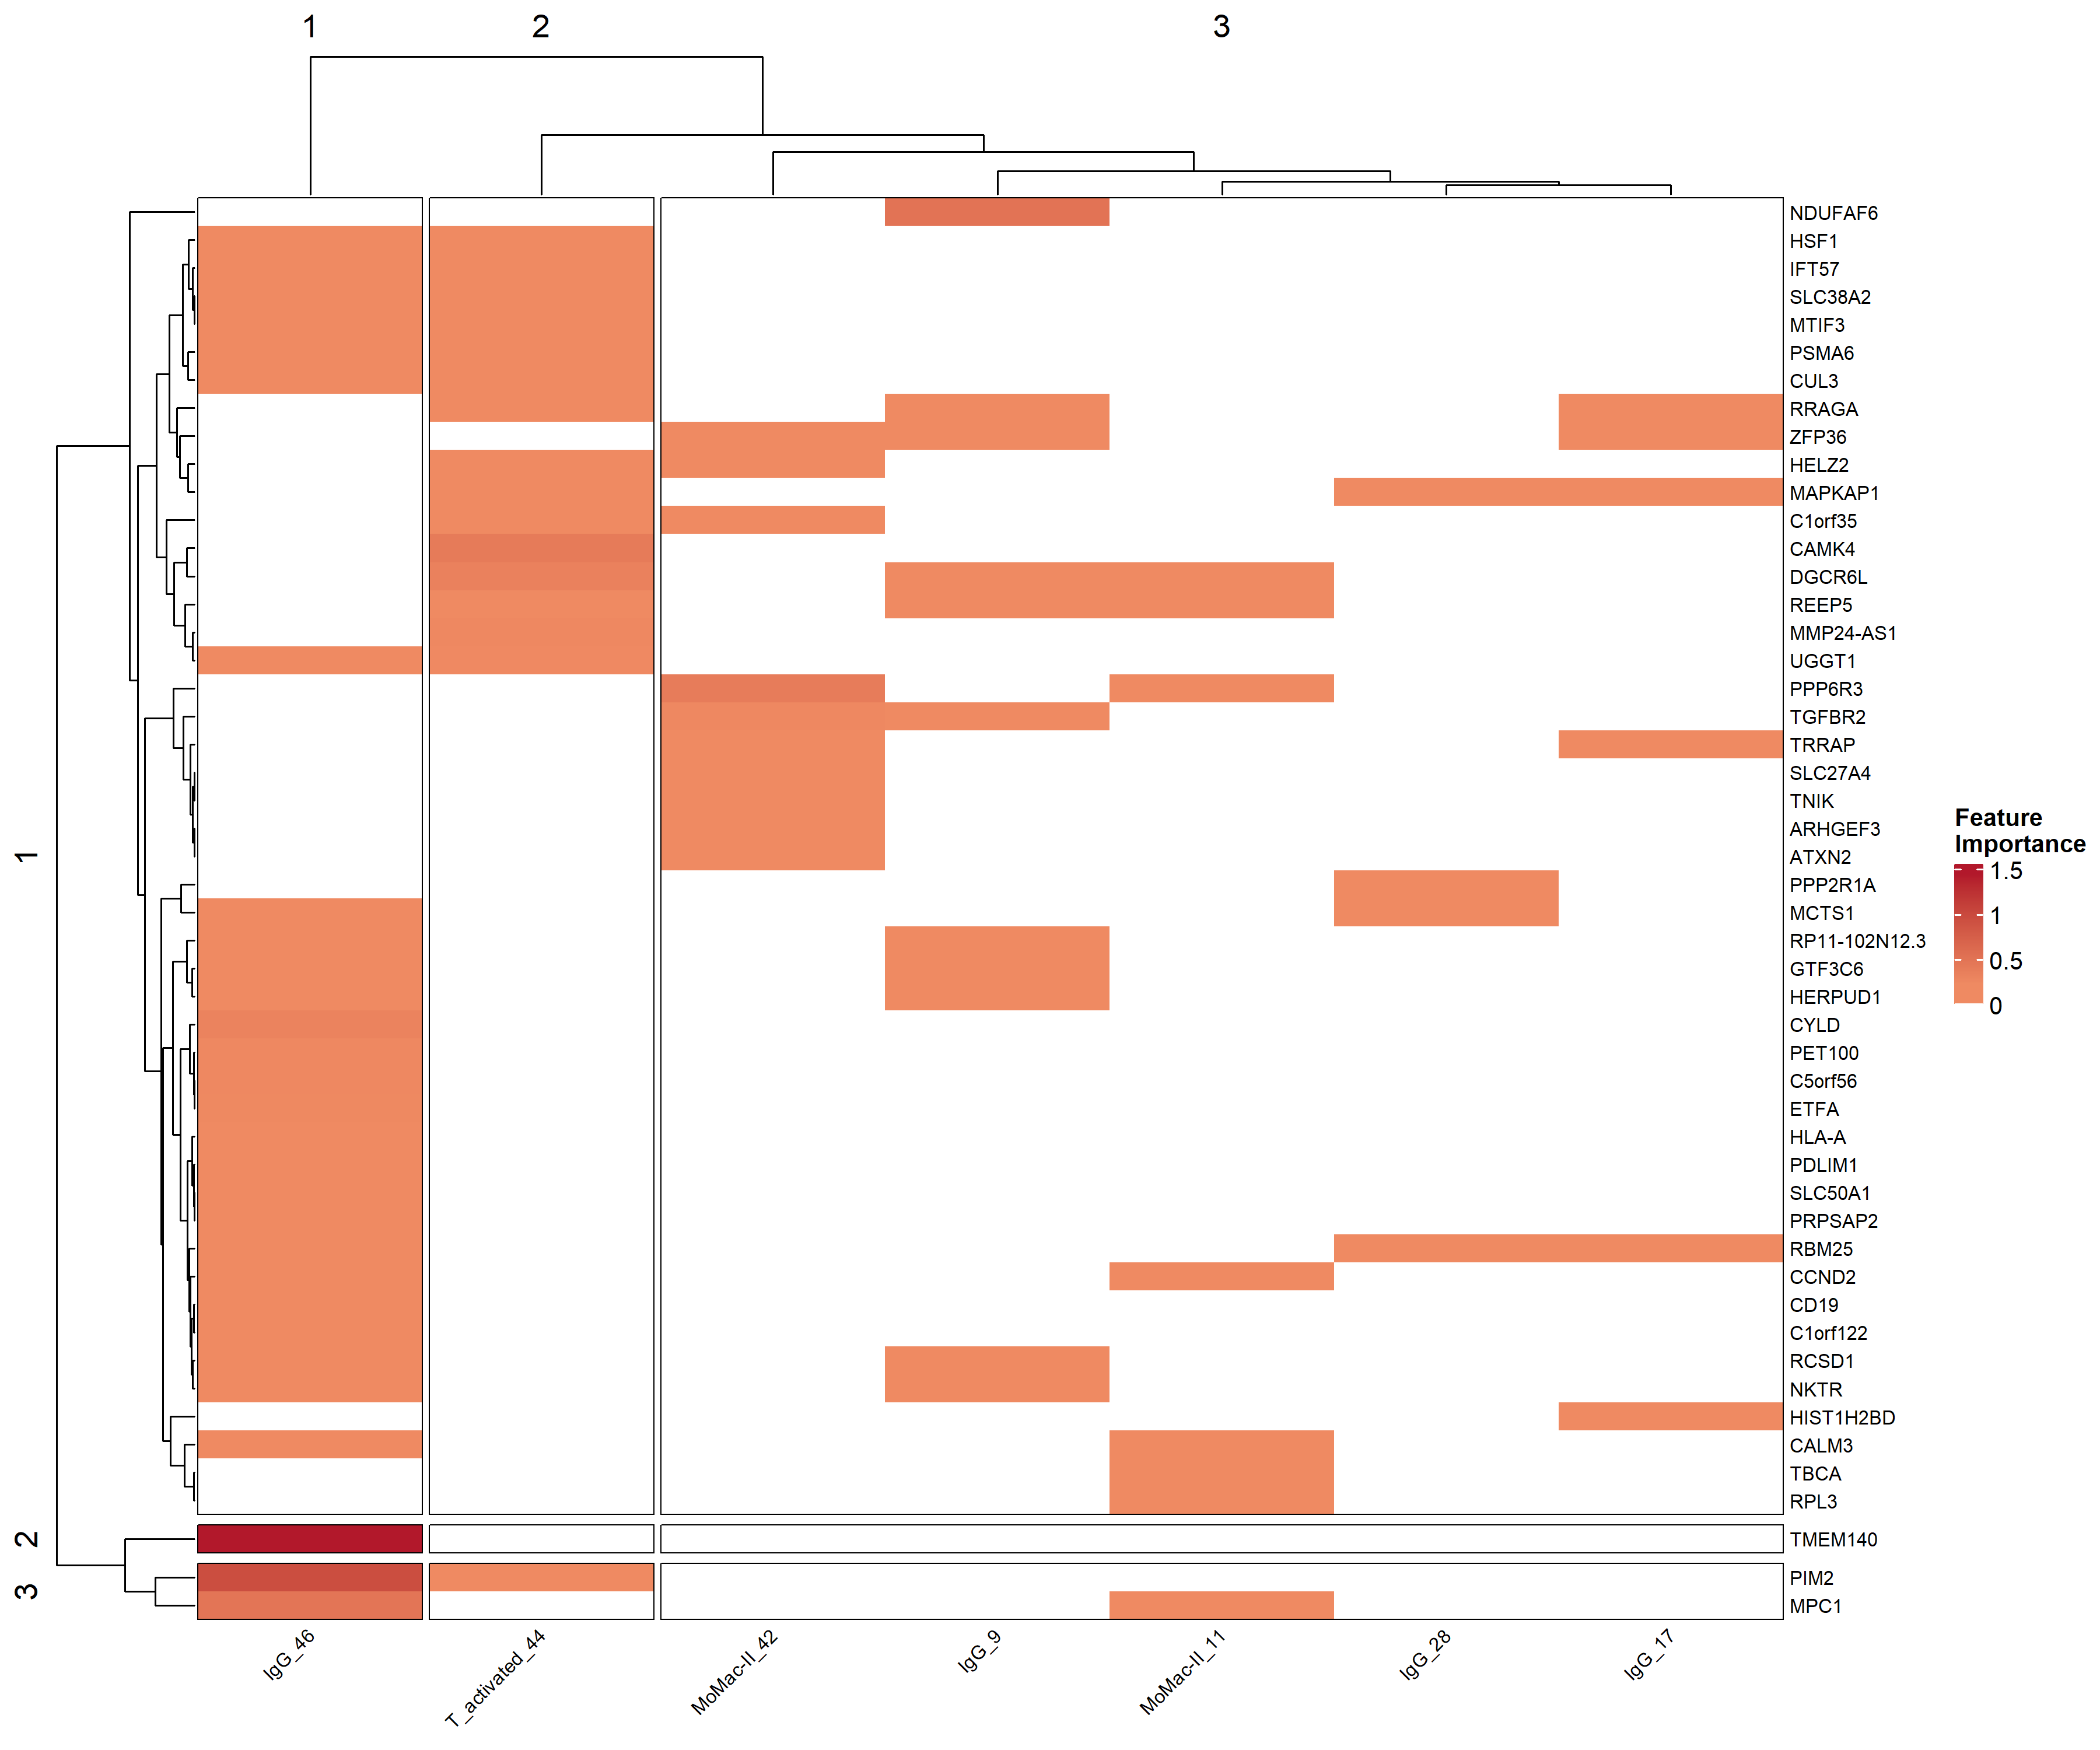 1
2
3
NDUFAF6
HSF1
IFT57
SLC38A2
MTIF3
PSMA6
CUL3
RRAGA
ZFP36
HELZ2
MAPKAP1
C1orf35
CAMK4
DGCR6L
REEP5
MMP24-AS1
UGGT1
PPP6R3
TGFBR2
TRRAP
SLC27A4
TNIK
ARHGEF3
ATXN2
PPP2R1A
MCTS1
RP11-102N12.3
GTF3C6
HERPUD1
CYLD
PET100
C5orf56
ETFA
HLA-A
PDLIM1
SLC50A1
PRPSAP2
RBM25
CCND2
CD19
C1orf122
RCSD1
NKTR
HIST1H2BD
CALM3
TBCA
RPL3
TMEM140
PIM2
MPC1
1
2
3
IgG_46
T_activated_44
MoMac-II_42
IgG_9
MoMac-II_11
IgG_28
IgG_17
Feature
Importance
1.5
1
0.5
0